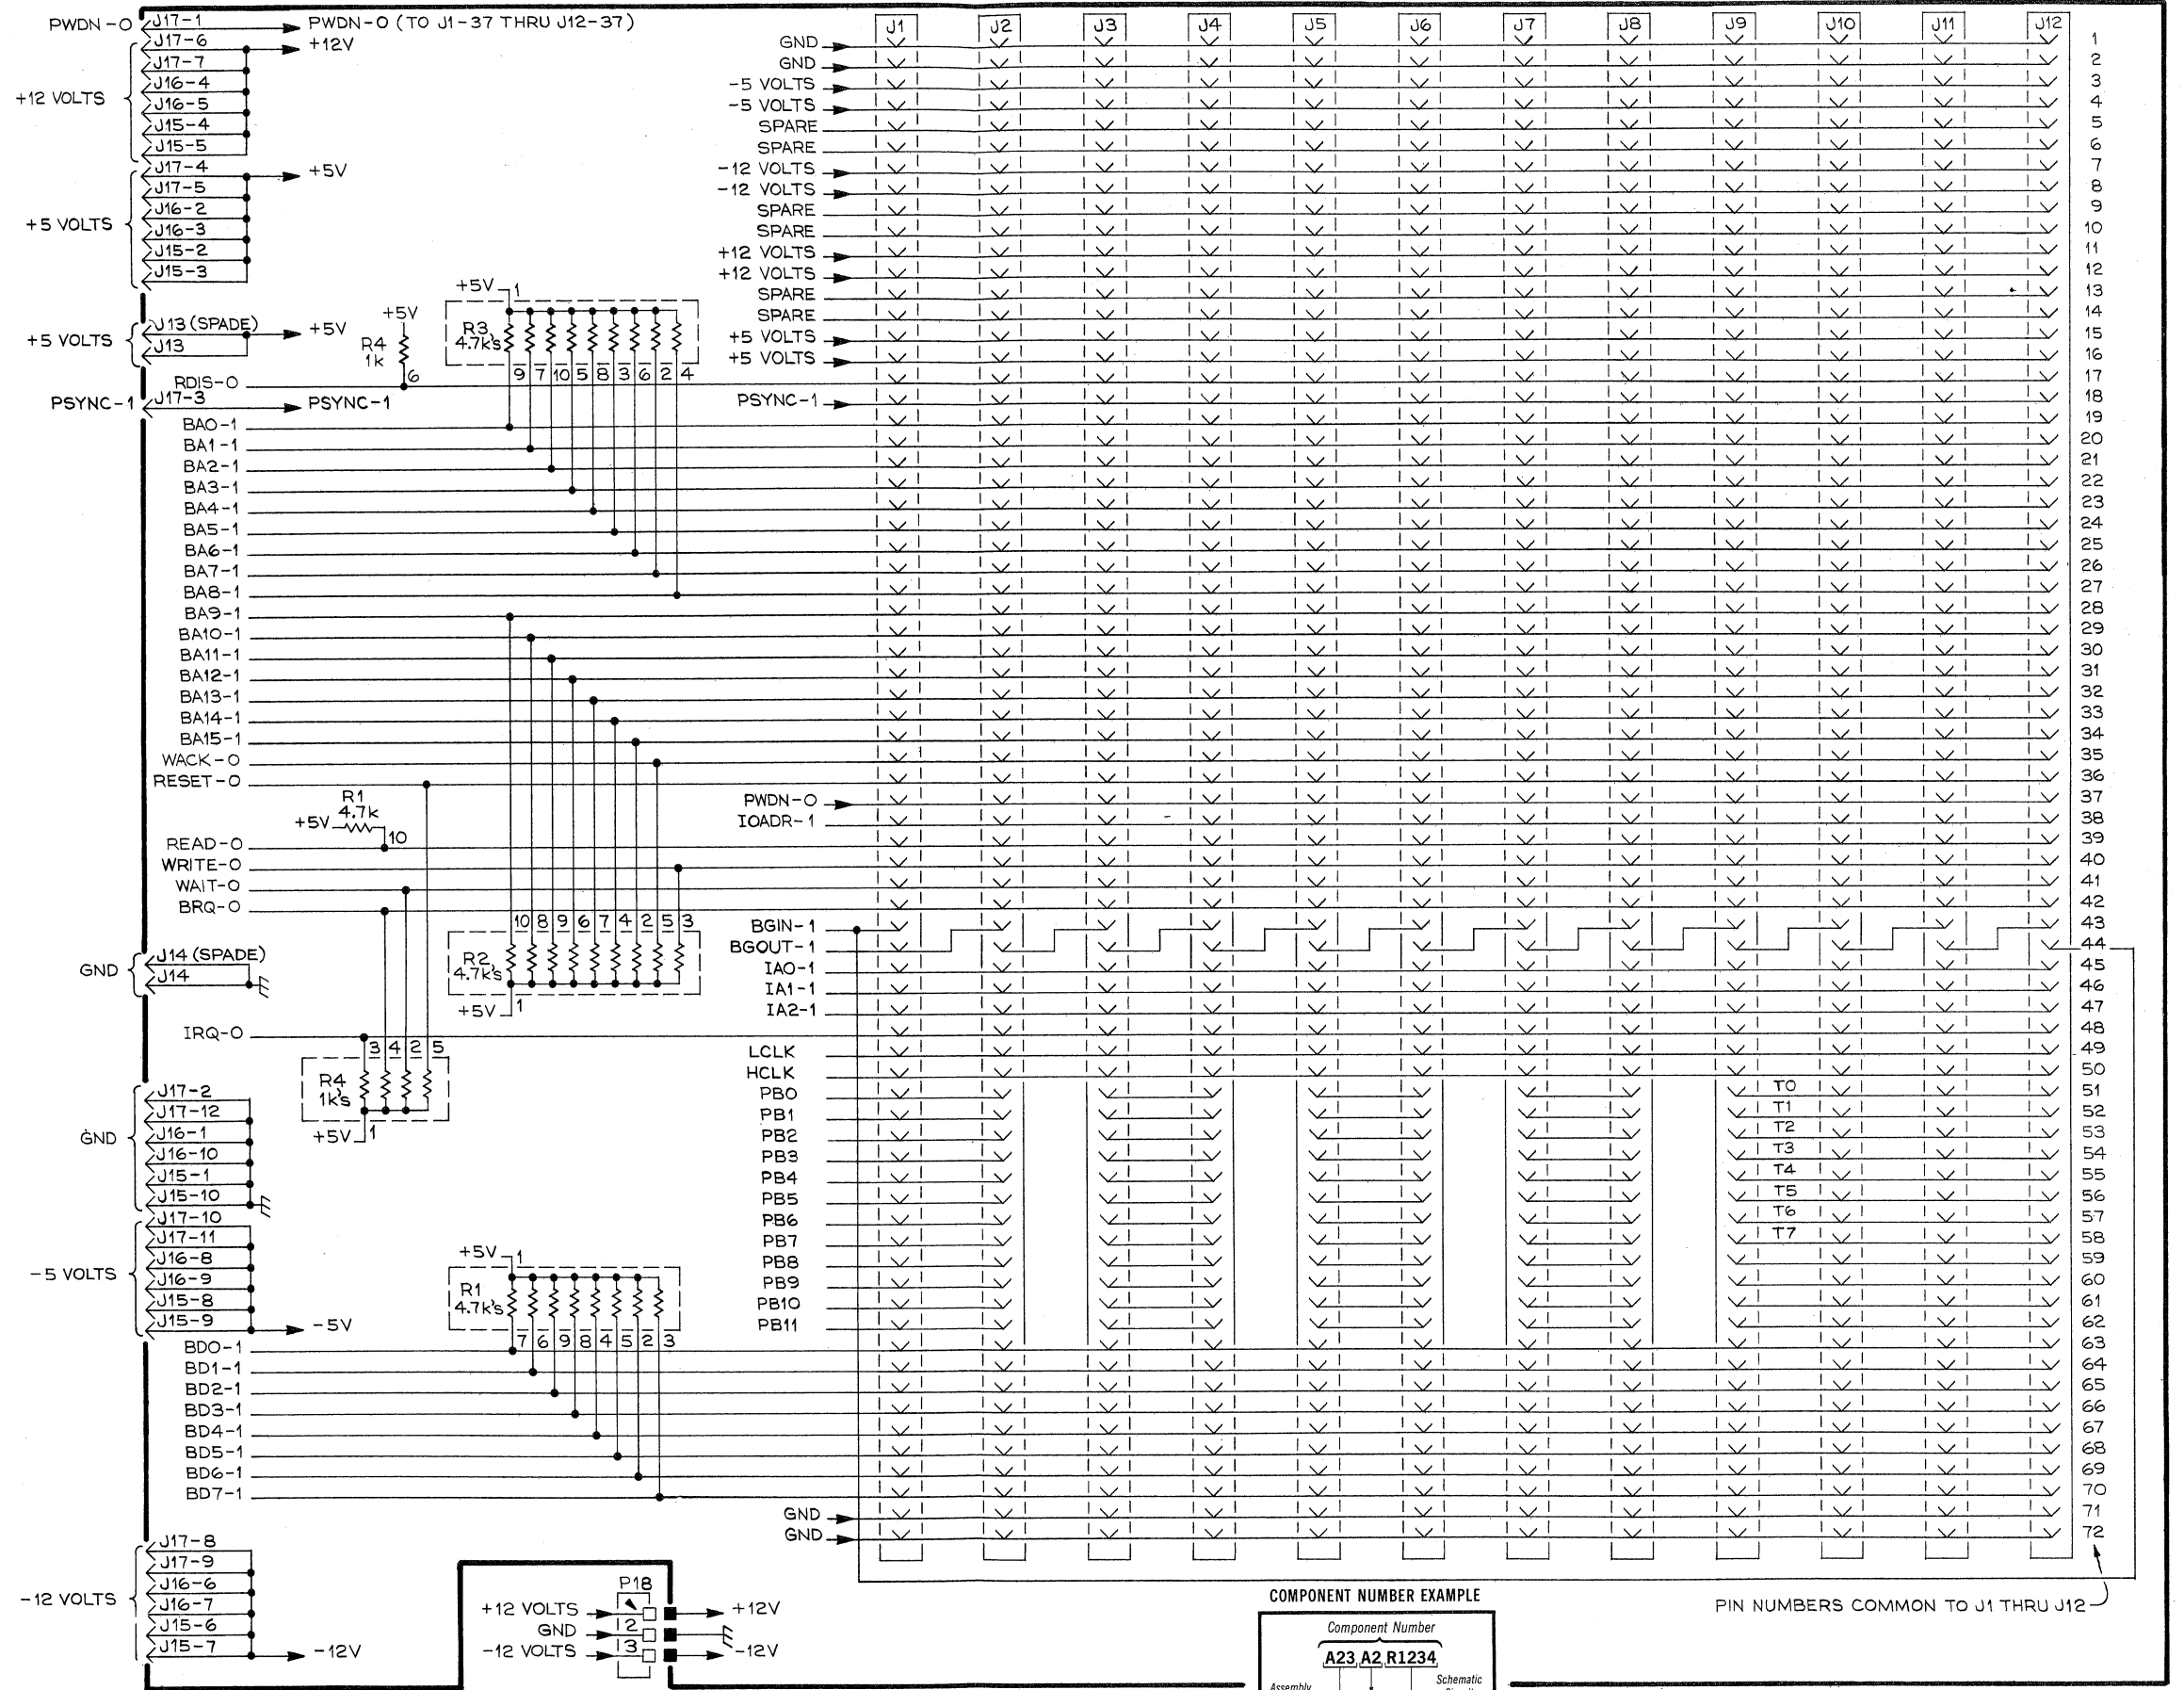 PWDN-0 J17-1 PWDN-0 (TO J1-37 THRU J12-37)
J1 J2 J3 J4 J5 J6 J7 J8 J9 J10 J11 J12
+12 VOLTS
J17-6 +12V
J17-7
J16-4
J16-5
J15-4
J15-5
+5 VOLTS
J17-4 +5V
J17-5
J16-2
J16-3
J15-2
J15-3
+5 VOLTS
J13 (SPADE) +5V
J13
+5V
R4
1k
6
+5V 1
R3
4.7k's
9 7 10 5 8 3 6 2 4
GND 1
GND 2
-5 VOLTS 3
-5 VOLTS 4
SPARE 5
SPARE 6
-12 VOLTS 7
-12 VOLTS 8
SPARE 9
SPARE 10
+12 VOLTS 11
+12 VOLTS 12
SPARE 13
SPARE 14
+5 VOLTS 15
+5 VOLTS 16
RDIS-0 17
PSYNC-1 J17-3 PSYNC-1 PSYNC-1 18
BA0-1 19
BA1-1 20
BA2-1 21
BA3-1 22
BA4-1 23
BA5-1 24
BA6-1 25
BA7-1 26
BA8-1 27
BA9-1 28
BA10-1 29
BA11-1 30
BA12-1 31
BA13-1 32
BA14-1 33
BA15-1 34
WACK-0 35
RESET-0 36
R1
4.7k
+5V 10
PWDN-0 37
IOADR-1 38
READ-0 39
WRITE-0 40
WAIT-0 41
BRQ-0 42
10 8 9 6 7 4 2 5 3
R2
4.7k's
+5V 1
BGIN-1 43
BGOUT-1 44
GND
J14 (SPADE)
J14
IA0-1 45
IA1-1 46
IA2-1 47
IRQ-0 48
3 4 2 5
R4
1k's
+5V 1
LCLK 49
HCLK 50
PB0 T0 51
PB1 T1 52
PB2 T2 53
PB3 T3 54
PB4 T4 55
PB5 T5 56
PB6 T6 57
PB7 T7 58
PB8 59
PB9 60
PB10 61
PB11 62
GND
J17-2
J17-12
J16-1
J16-10
J15-1
J15-10
-5 VOLTS
J17-10
J17-11
J16-8
J16-9
J15-8
J15-9 -5V
+5V 1
R1
4.7k's
7 6 9 8 4 5 2 3
BD0-1 63
BD1-1 64
BD2-1 65
BD3-1 66
BD4-1 67
BD5-1 68
BD6-1 69
BD7-1 70
GND 71
GND 72
-12 VOLTS
J17-8
J17-9
J16-6
J16-7
J15-6
J15-7 -12V
P18
+12 VOLTS +12V
GND 2
-12 VOLTS 3 -12V
PIN NUMBERS COMMON TO J1 THRU J12
COMPONENT NUMBER EXAMPLE
Component Number
A23 A2 R1234
Assembly
Schematic